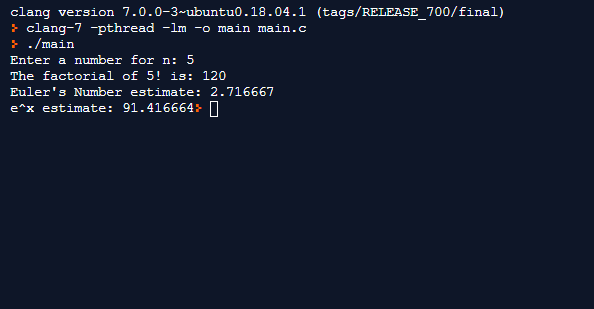 clang version 7.0.0-3~ubuntu0.18.04.1 (tags/RELEASE_700/final)
clang-7 -pthread -lm -o main main.c
./main
Enter a number for n: 5
The factorial of 5! is: 120
Euler's Number estimate: 2.716667
e^x estimate: 91.416664